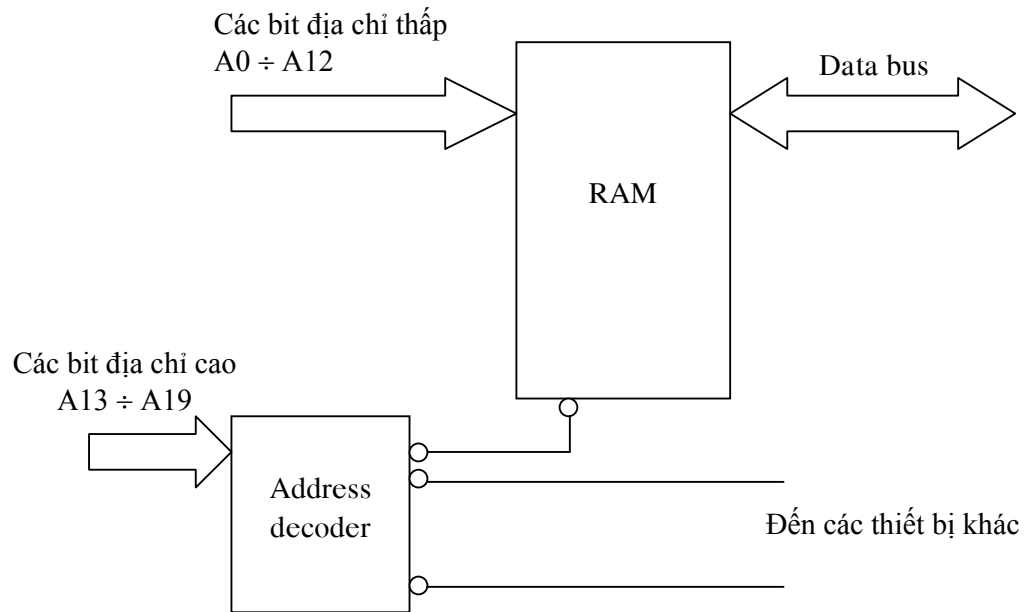 Các bit địa chỉ thấp
A0 ÷ A12
Data bus
RAM
Các bit địa chỉ cao
A13 ÷ A19
Address
decoder
Đến các thiết bị khác